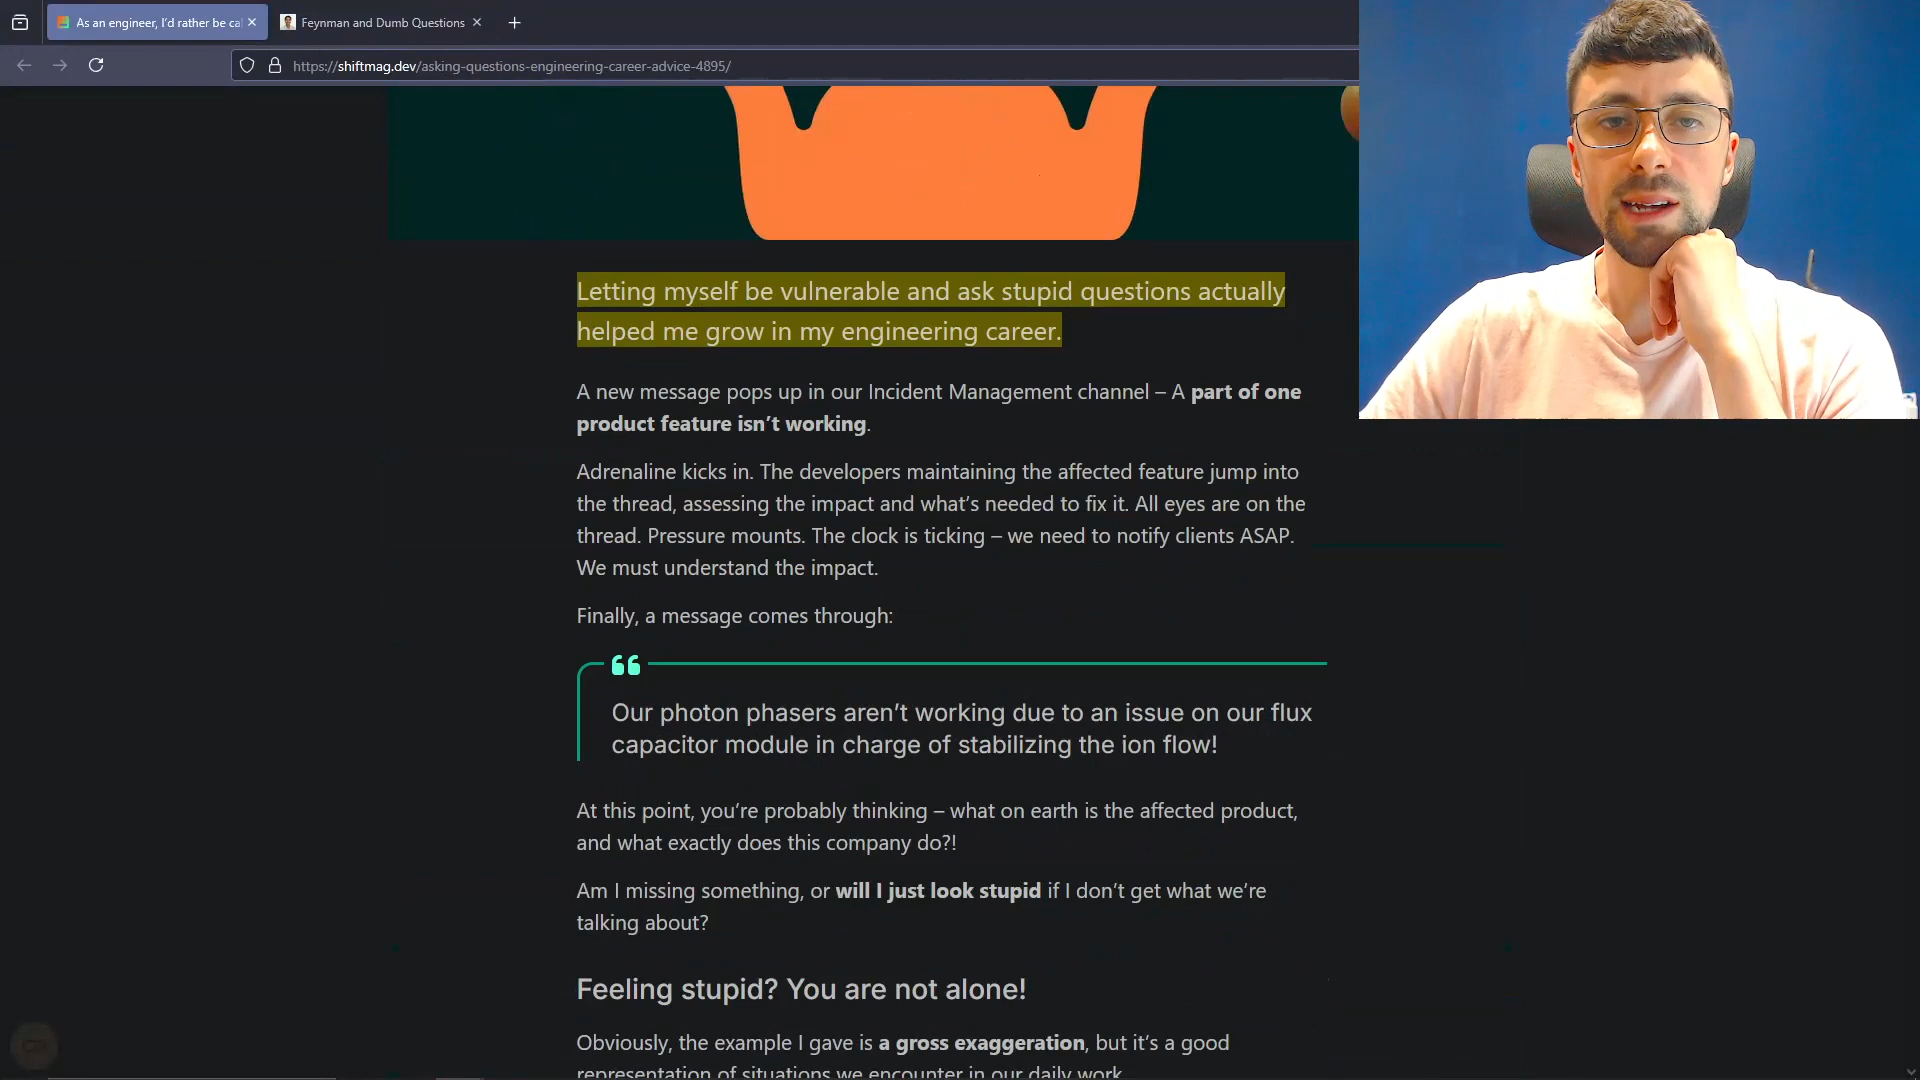 As an engineer, I’d rather be ca
Feynman and Dumb Questions
https://shiftmag.dev/asking-questions-engineering-career-advice-4895/
Letting myself be vulnerable and ask stupid questions actually
helped me grow in my engineering career.
A new message pops up in our Incident Management channel – A part of one
product feature isn’t working.
Adrenaline kicks in. The developers maintaining the affected feature jump into
the thread, assessing the impact and what’s needed to fix it. All eyes are on the
thread. Pressure mounts. The clock is ticking – we need to notify clients ASAP.
We must understand the impact.
Finally, a message comes through:
Our photon phasers aren’t working due to an issue on our flux
capacitor module in charge of stabilizing the ion flow!
At this point, you’re probably thinking – what on earth is the affected product,
and what exactly does this company do?!
Am I missing something, or will I just look stupid if I don’t get what we’re
talking about?
Feeling stupid? You are not alone!
Obviously, the example I gave is a gross exaggeration, but it’s a good
representation of situations we encounter in our daily work.